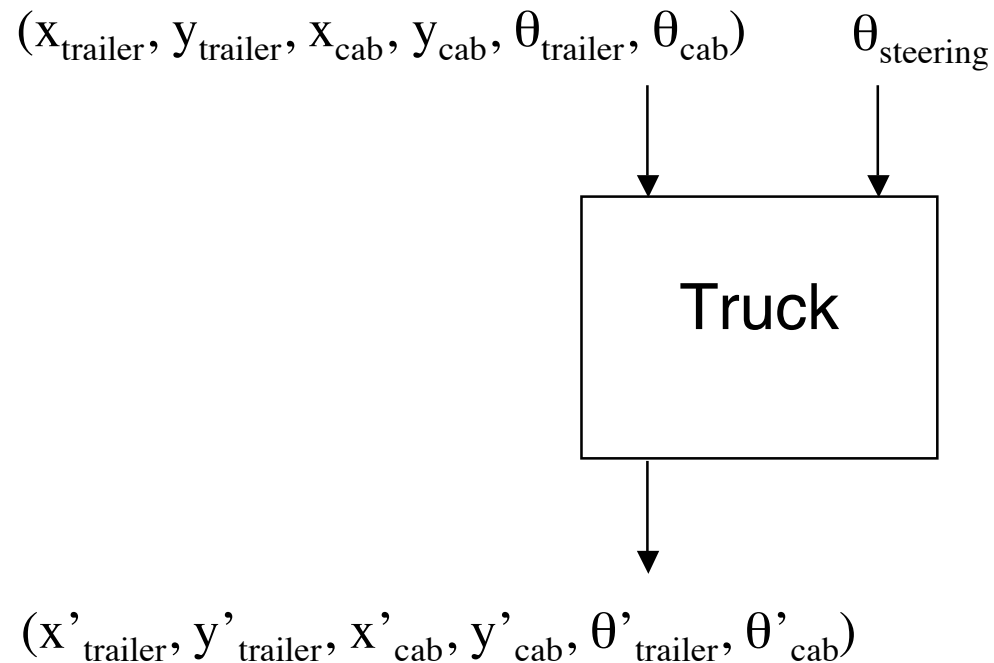 (x_trailer, y_trailer, x_cab, y_cab, θ_trailer, θ_cab) θ_steering
Truck
(x’_trailer, y’_trailer, x’_cab, y’_cab, θ’_trailer, θ’_cab)